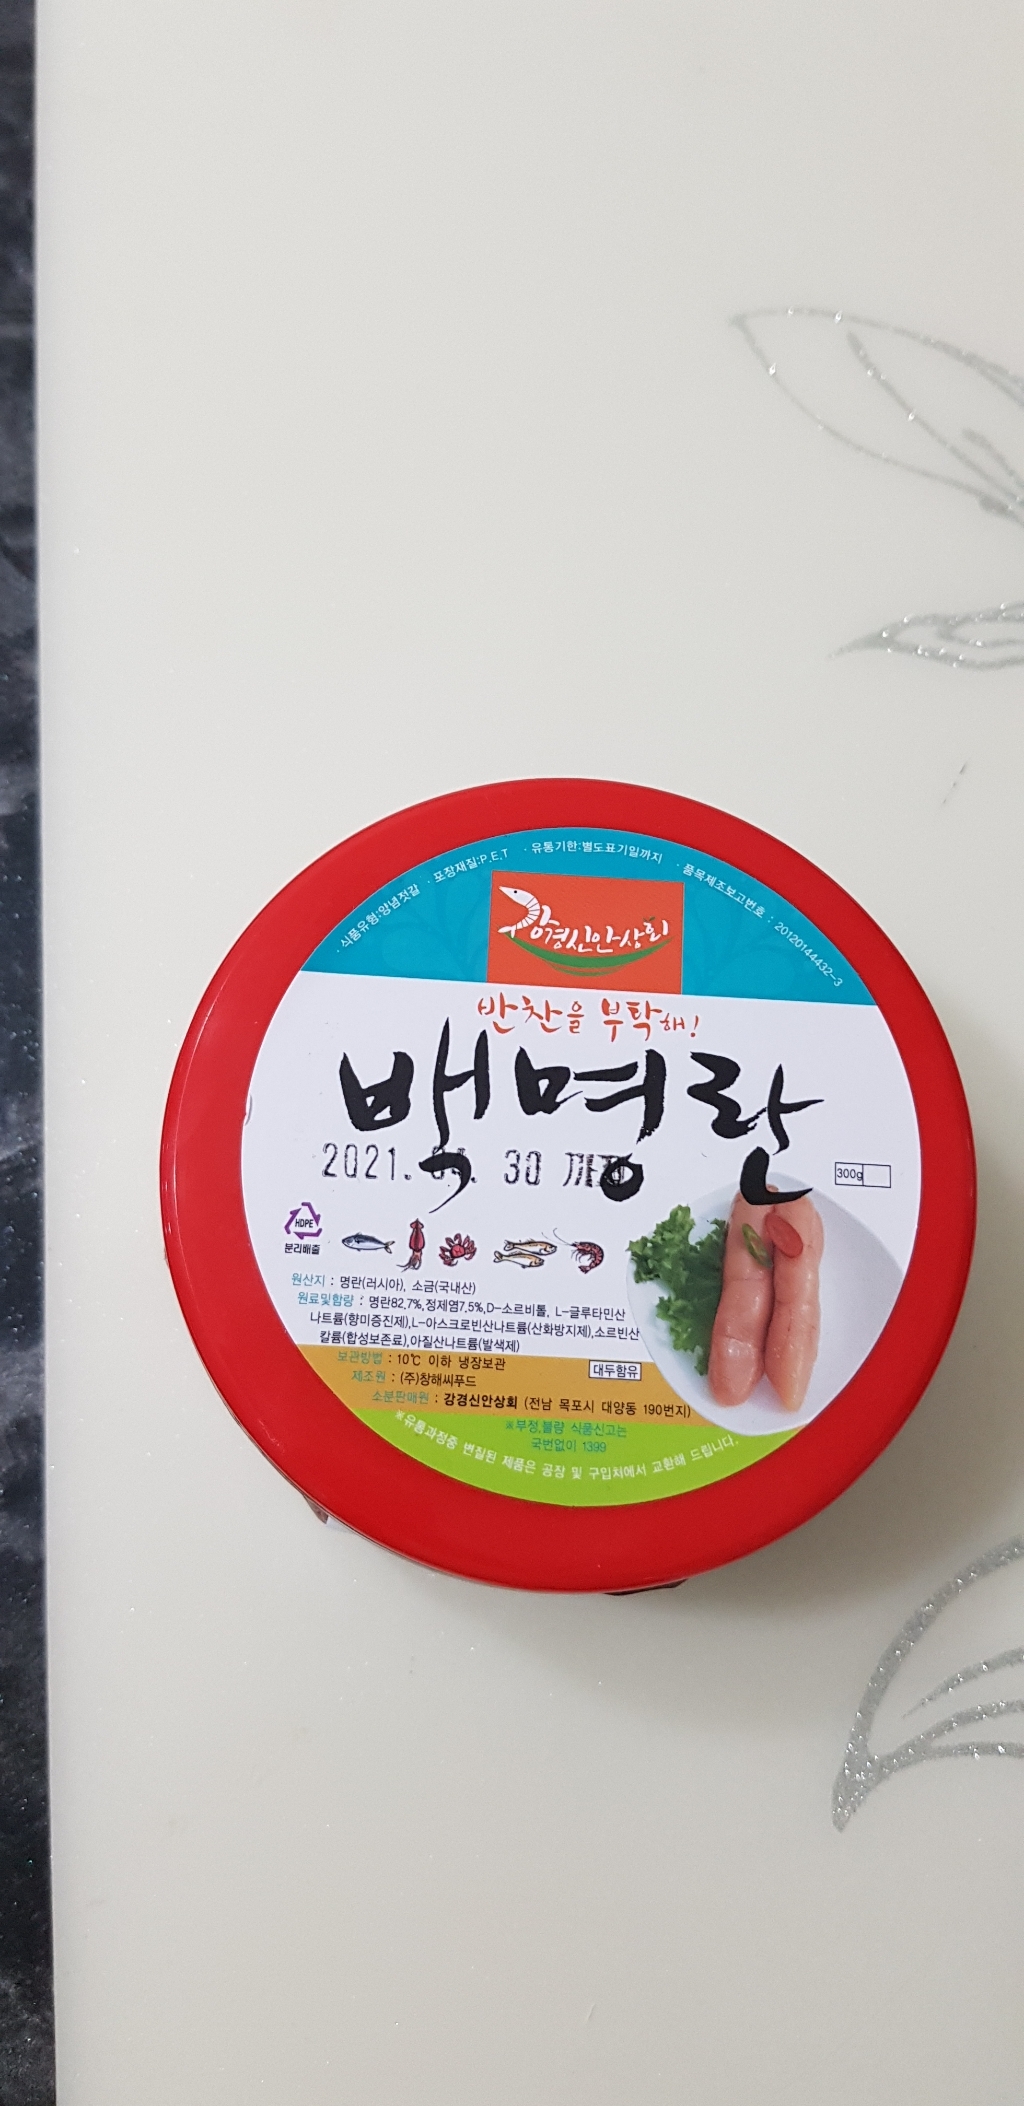 · 식품유형:양념젓갈 · 포장재질:P.E.T · 유통기한:별도표기일까지 · 품목제조보고번호 : 20120144432-3
강경신안상회
반찬을 부탁해!
백명란
2021. 30 까지
300g
HDPE
분리배출
원산지 : 명란(러시아), 소금(국내산)
원료및함량 : 명란82.7%,정제염7.5%,D-소르비톨, L-글루타민산
나트륨(향미증진제),L-아스크로빈산나트륨(산화방지제),소르빈산
칼륨(합성보존료),아질산나트륨(발색제)
보관방법 : 10℃ 이하 냉장보관
대두함유
제조원 : (주)창해씨푸드
소분판매원 : 강경신안상회 (전남 목포시 대양동 190번지)
※부정,불량 식품신고는
국번없이 1399
※유통과정중 변질된 제품은 공장 및 구입처에서 교환해 드립니다.